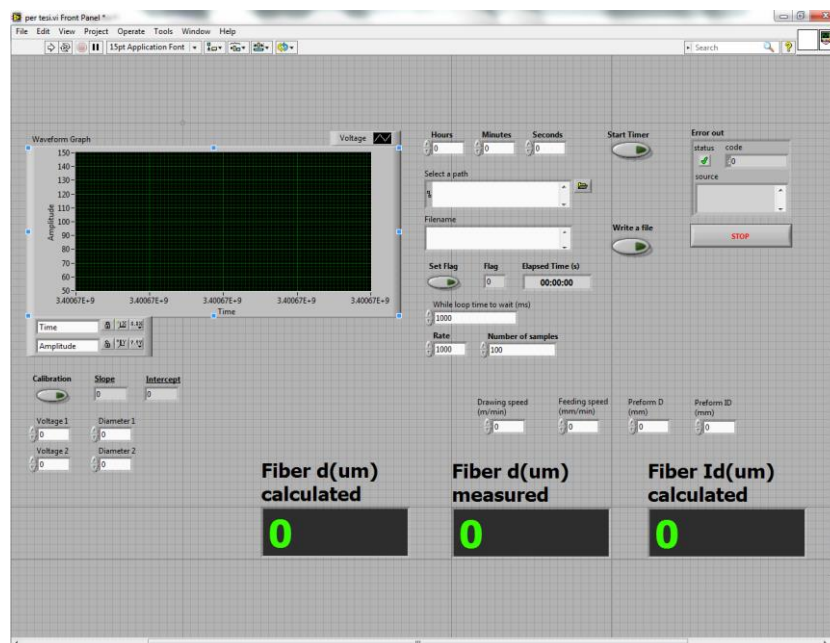 per tesi.vi Front Panel *
File Edit View Project Operate Tools Window Help
15pt Application Font
Search
Waveform Graph
Voltage
150
140
130
120
110
100
90
80
70
60
50
Amplitude
3.40067E+9 3.40067E+9 3.40067E+9 3.40067E+9 3.40067E+9
Time
Time
Amplitude
Hours Minutes Seconds
0 0 0
Start Timer
Error out
status code
0
source
Select a path
Filename
Write a file
STOP
Set Flag Flag Elapsed Time (s)
0 00:00:00
While loop time to wait (ms)
1000
Rate Number of samples
1000 100
Calibration Slope Intercept
0 0
Voltage 1 Diameter 1
0 0
Voltage 2 Diameter 2
0 0
Drawing speed Feeding speed Preform D Preform ID
(m/min) (mm/min) (mm) (mm)
0 0 0 0
Fiber d(um) Fiber d(um) Fiber Id(um)
calculated measured calculated
0 0 0